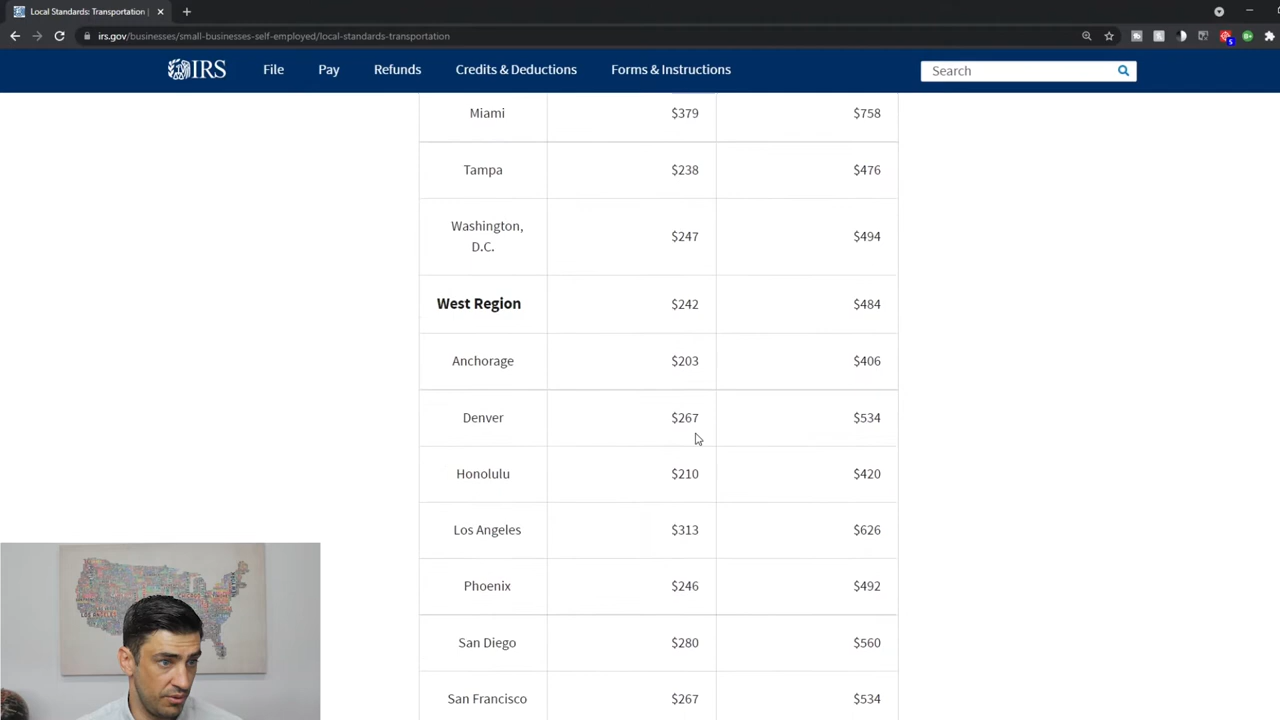 Local Standards: Transportation |
irs.gov/businesses/small-businesses-self-employed/local-standards-transportation
IRS File Pay Refunds Credits & Deductions Forms & Instructions Search
Miami $379 $758
Tampa $238 $476
Washington,
D.C. $247 $494
West Region $242 $484
Anchorage $203 $406
Denver $267 $534
Honolulu $210 $420
Los Angeles $313 $626
Phoenix $246 $492
San Diego $280 $560
San Francisco $267 $534
LOS ANGELES